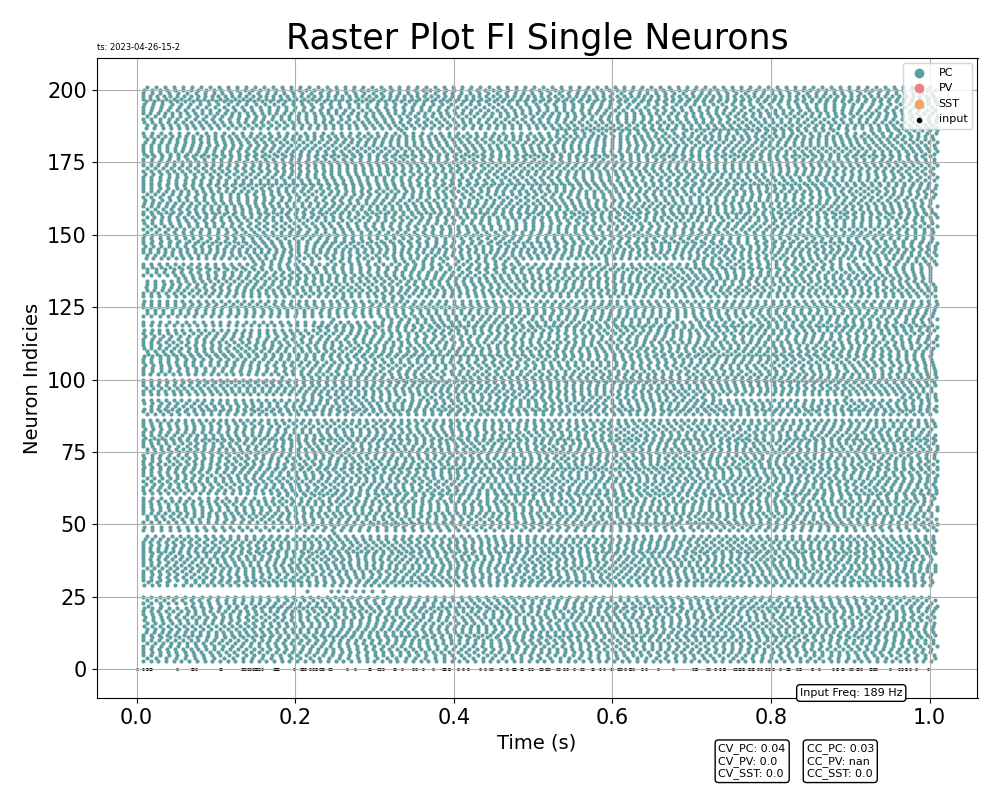 Raster Plot FI Single Neurons
ts: 2023-04-26-15-2
PC
PV
SST
input
200
175
150
125
100
75
50
25
0
Neuron Indicies
Input Freq: 189 Hz
0.0 0.2 0.4 0.6 0.8 1.0
Time (s)
CV_PC: 0.04
CV_PV: 0.0
CV_SST: 0.0
CC_PC: 0.03
CC_PV: nan
CC_SST: 0.0